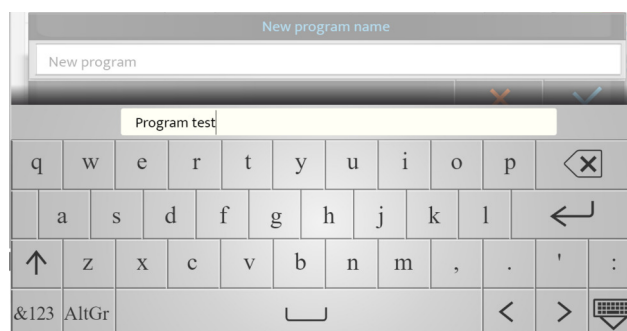 New program name
New program
Program test
q w e r t y u i o p
a s d f g h j k l
z x c v b n m , . ' :
&123 AltGr < >